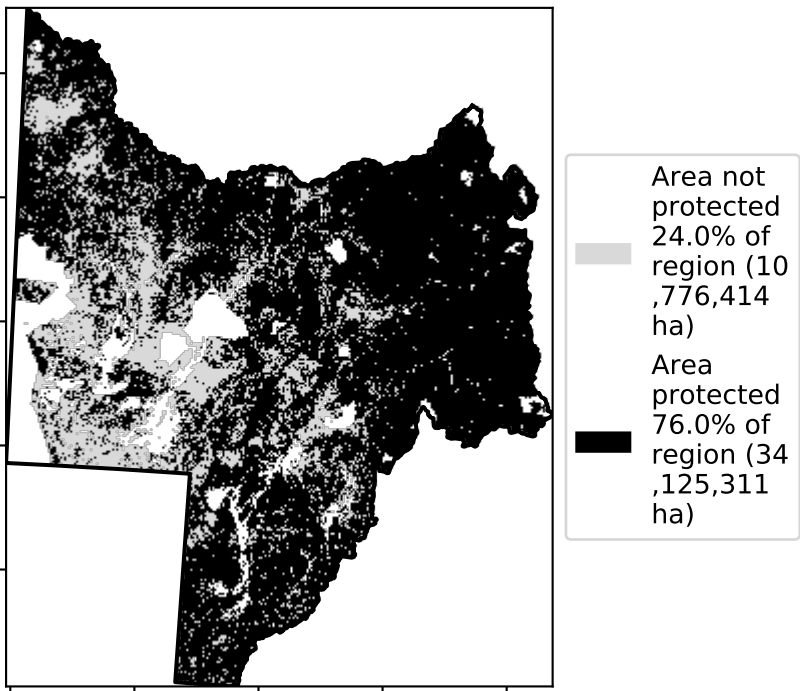 Area not
protected
24.0% of
region (10
,776,414
ha)
Area
protected
76.0% of
region (34
,125,311
ha)